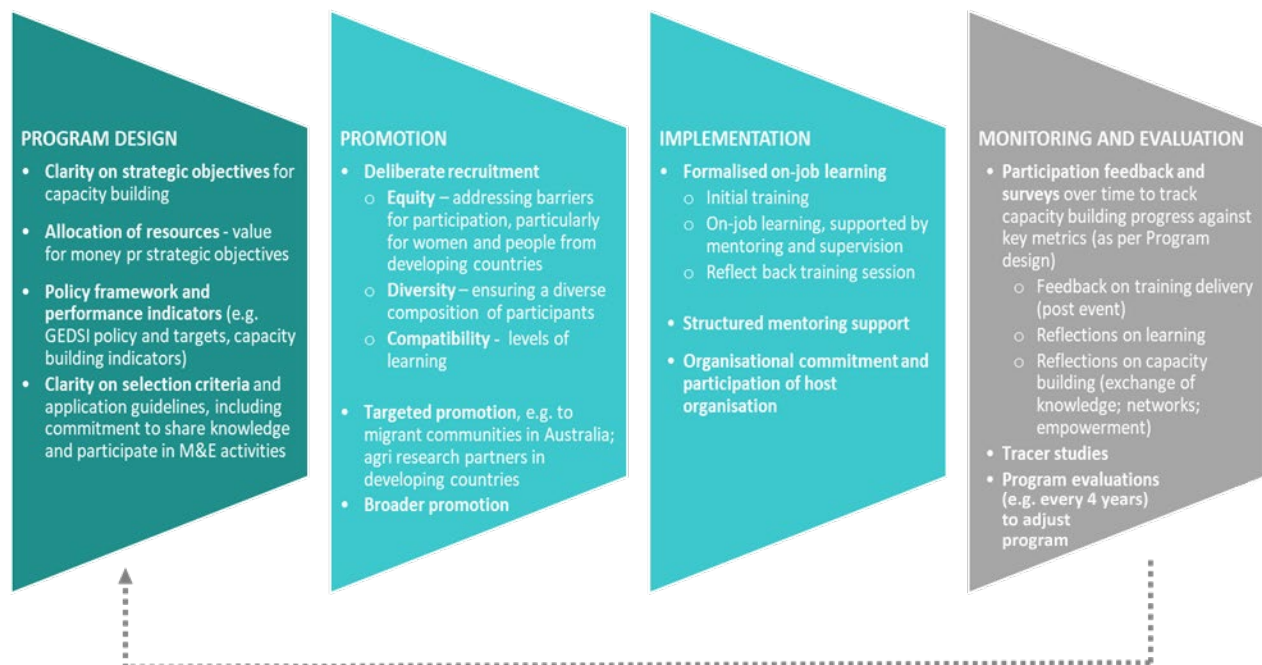 PROGRAM DESIGN
• Clarity on strategic objectives for
capacity building
• Allocation of resources - value
for money pr strategic objectives
• Policy framework and
performance indicators (e.g.
GEDSI policy and targets, capacity
building indicators)
• Clarity on selection criteria and
application guidelines, including
commitment to share knowledge
and participate in M&E activities
PROMOTION
• Deliberate recruitment
o Equity – addressing barriers
for participation, particularly
for women and people from
developing countries
o Diversity – ensuring a diverse
composition of participants
o Compatibility - levels of
learning
• Targeted promotion, e.g. to
migrant communities in Australia;
agri research partners in
developing countries
• Broader promotion
IMPLEMENTATION
• Formalised on-job learning
o Initial training
o On-job learning, supported by
mentoring and supervision
o Reflect back training session
• Structured mentoring support
• Organisational commitment and
participation of host
organisation
MONITORING AND EVALUATION
• Participation feedback and
surveys over time to track
capacity building progress against
key metrics (as per Program
design)
o Feedback on training delivery
(post event)
o Reflections on learning
o Reflections on capacity
building (exchange of
knowledge; networks;
empowerment)
• Tracer studies
• Program evaluations
(e.g. every 4 years)
to adjust
program